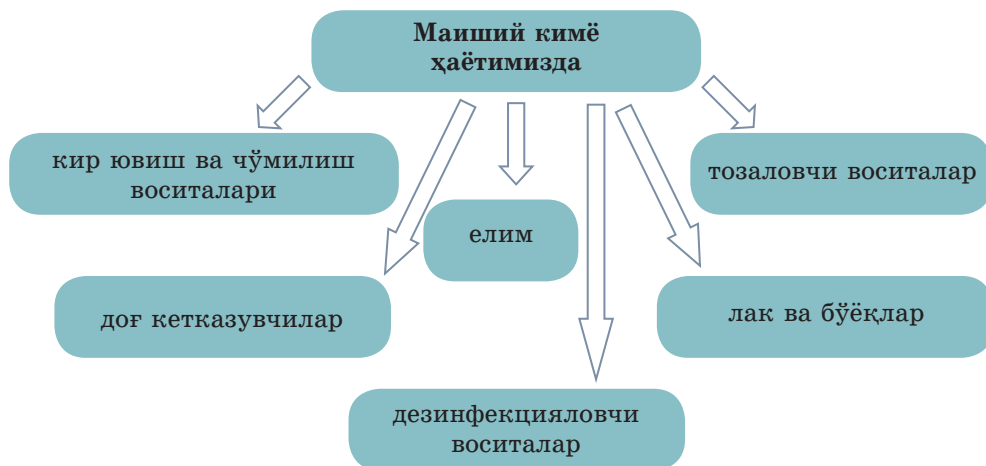 Маиший кимё
ҳаётимизда
кир ювиш ва чўмилиш
воситалари
тозаловчи воситалар
елим
доғ кетказувчилар
лак ва бўёқлар
дезинфекцияловчи
воситалар